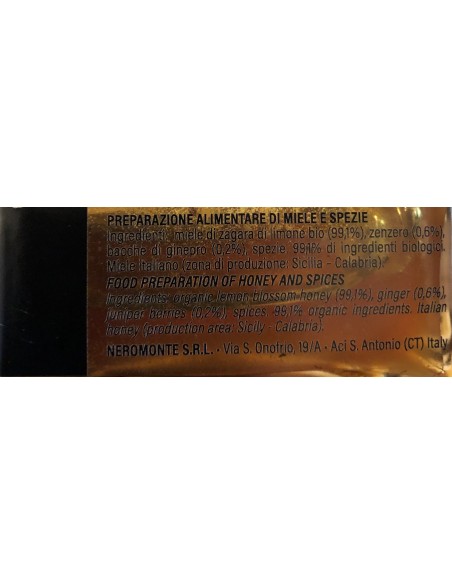 PREPARAZIONE ALIMENTARE DI MIELE E SPEZIE
Ingredienti: miele di zagara di limone bio (99,1%), zenzero (0,6%),
bacche di ginepro (0,2%), spezie. 99,1% di ingredienti biologici.
Miele Italiano (zona di produzione: Sicilia - Calabria).
FOOD PREPARATION OF HONEY AND SPICES
Ingredients: organic lemon blossom honey (99,1%), ginger (0,6%),
juniper berries (0,2%), spices. 99,1% organic ingredients. Italian
honey (production area: Sicily - Calabria).
NEROMONTE S.R.L. - Via S. Onofrio, 19/A - Aci S. Antonio (CT) Italy